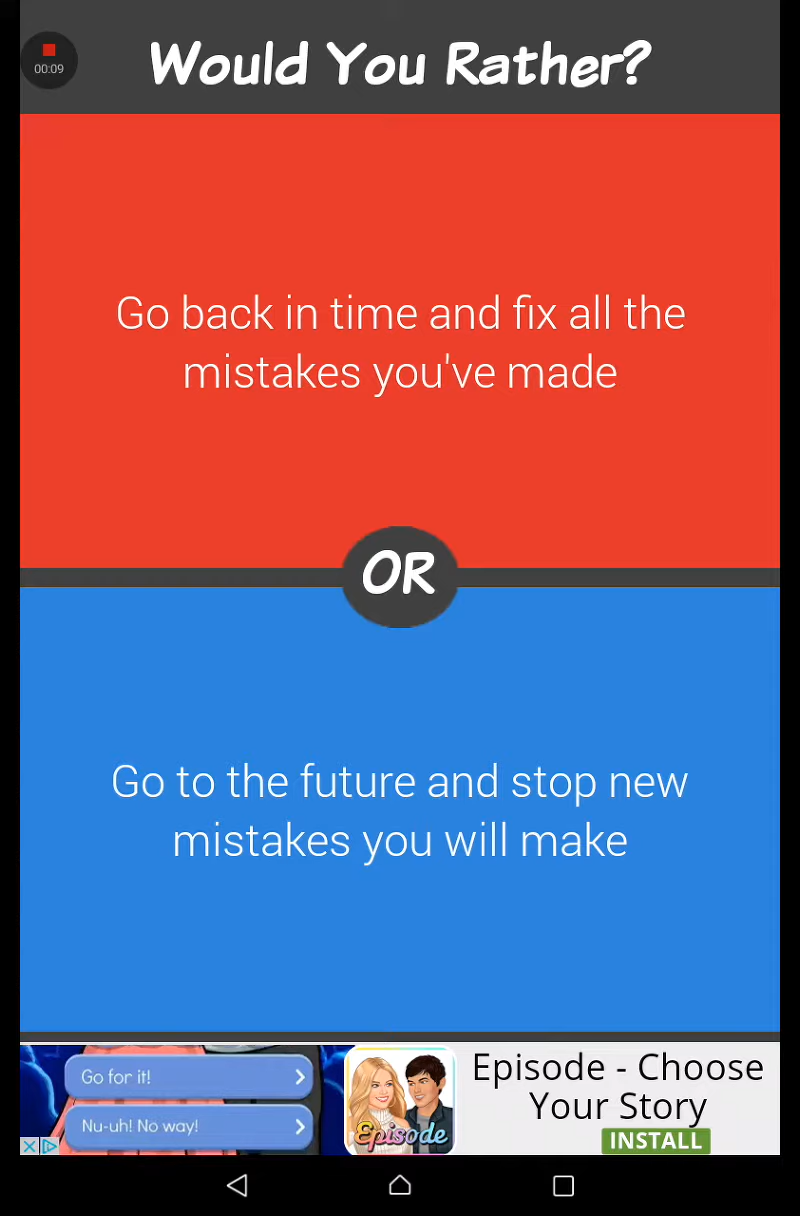 00:09
Would You Rather?
Go back in time and fix all the
mistakes you've made
OR
Go to the future and stop new
mistakes you will make
Go for it!
Nu-uh! No way!
Episode
Episode - Choose
Your Story
INSTALL